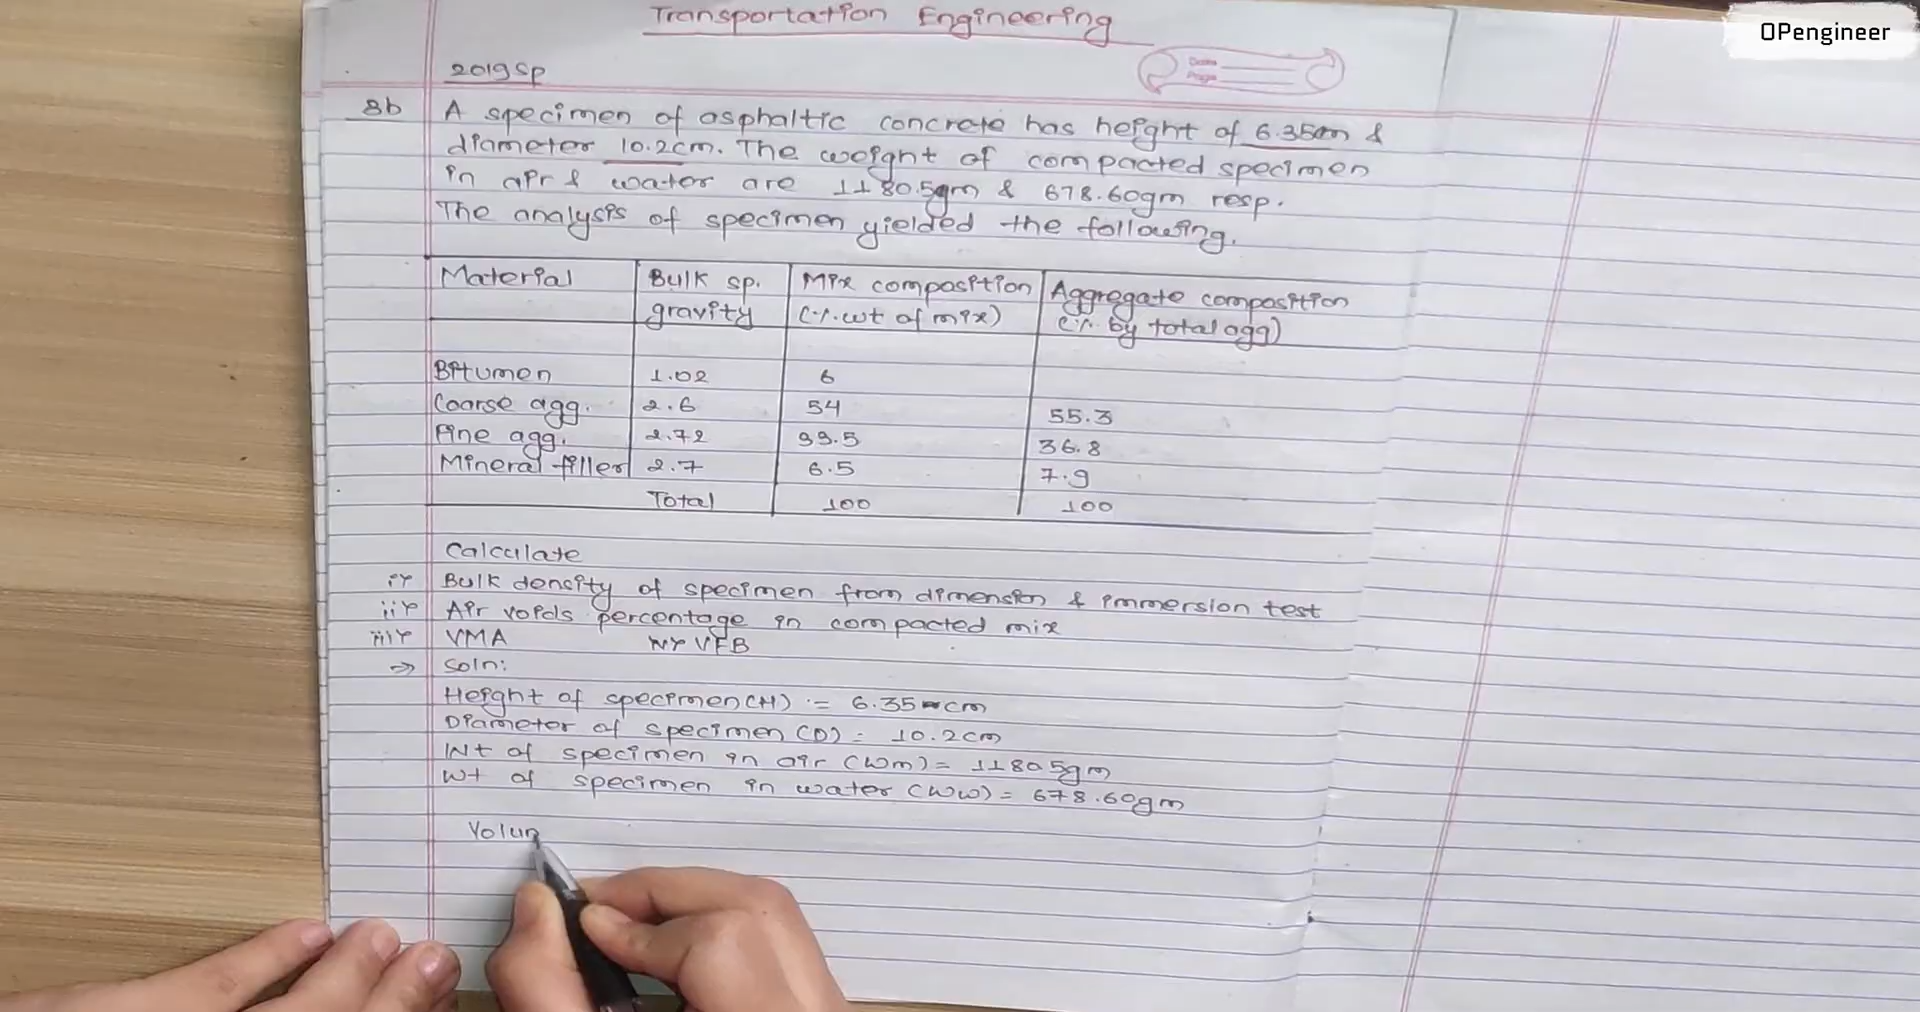 OPengineer
Transportation Engineering
Date
Page
2019 sp
8b A specimen of asphaltic concrete has height of 6.35cm &
diameter 10.2cm. The weight of compacted specimen
in air & water are 1180.5gm & 678.60gm resp.
The analysis of specimen yielded the following.
Material Bulk sp. gravity Mix composition (%.wt of mix) Aggregate composition (%. by total agg)
Bitumen 1.02 6
Coarse agg. 2.6 54 55.3
Fine agg. 2.72 33.5 36.8
Mineral filler 2.7 6.5 7.9
Total 100 100
Calculate
i) Bulk density of specimen from dimension & immersion test
ii) Air voids percentage in compacted mix
iii) VMA iv) VFB
→ Soln:
Height of specimen (H) = 6.35 cm
Diameter of specimen (D) = 10.2cm
Wt of specimen in air (Wm) = 1180.5gm
Wt of specimen in water (Ww) = 678.60gm
Volum